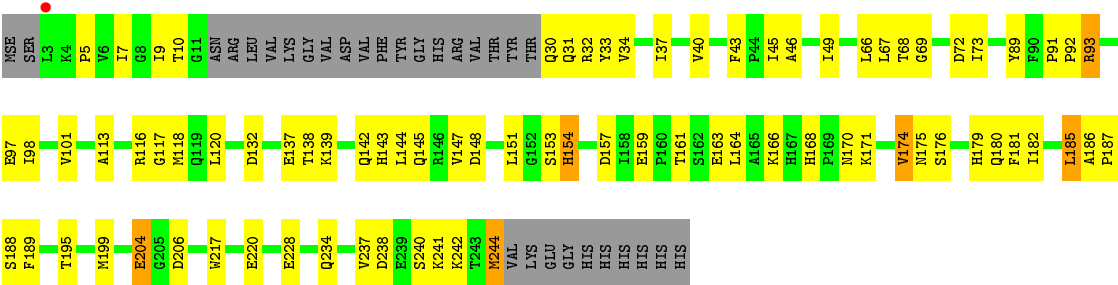 MSE SER L3 K4 P5 V6 I7 G8 I9 T10 G11 ASN ARG LEU VAL LYS GLY VAL ASP VAL PHE TYR GLY HIS ARG VAL THR TYR THR Q30 Q31 R32 Y33 V34 I37 V40 F43 P44 I45 A46 I49 L66 L67 T68 G69 D72 I73 Y89 F90 P91 P92 R93
E97 I98 V101 A113 R116 G117 M118 Q119 L120 D132 E137 T138 K139 Q142 H143 L144 Q145 R146 V147 D148 L151 G152 S153 H154 D157 I158 E159 P160 T161 S162 E163 L164 A165 K166 H167 H168 P169 N170 K171 V174 N175 S176 H179 Q180 F181 I182 L185 A186 P187
S188 F189 T195 M199 E204 G205 D206 W217 E220 E228 Q234 V237 D238 E239 S240 K241 K242 T243 M244 VAL LYS GLU GLY HIS HIS HIS HIS HIS HIS